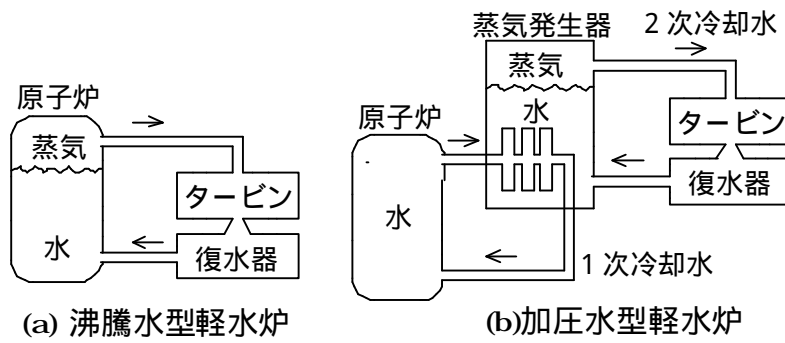 原子炉
蒸気
水
タービン
復水器
(a) 沸騰水型軽水炉
蒸気発生器
2次冷却水
蒸気
水
原子炉
水
タービン
復水器
1次冷却水
(b)加圧水型軽水炉